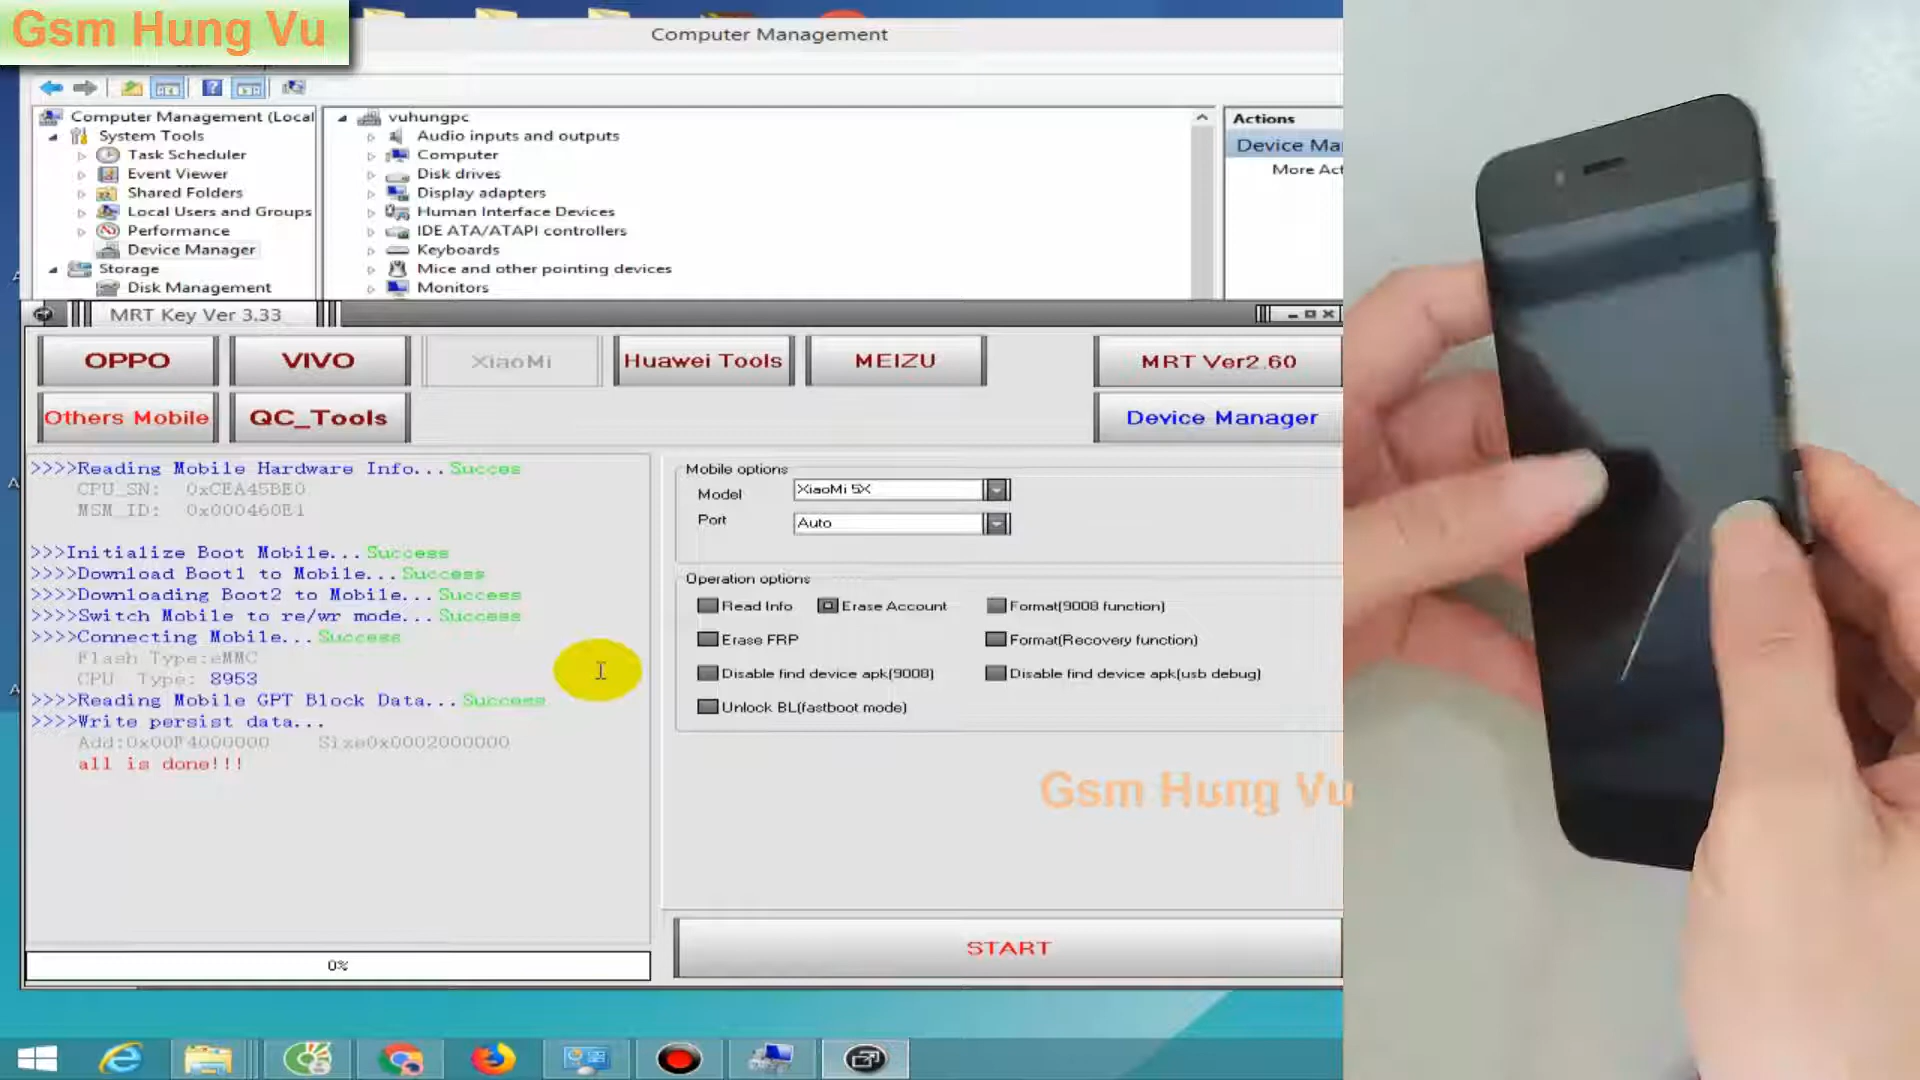 Gsm Hung Vu
Computer Management
Computer Management (Local
System Tools
Task Scheduler
Event Viewer
Shared Folders
Local Users and Groups
Performance
Device Manager
Storage
Disk Management
vuhungpc
Audio inputs and outputs
Computer
Disk drives
Display adapters
Human Interface Devices
IDE ATA/ATAPI controllers
Keyboards
Mice and other pointing devices
Monitors
Actions
Device Ma
More Act
MRT Key Ver 3.33
OPPO
VIVO
XiaoMi
Huawei Tools
MEIZU
MRT Ver2.60
Others Mobile
QC_Tools
Device Manager
>>>>Reading Mobile Hardware Info...Succes
CPU_SN: 0xCEA45BE0
MSM_ID: 0x000460E1
>>>Initialize Boot Mobile...Success
>>>>Download Boot1 to Mobile...Success
>>>>Downloading Boot2 to Mobile...Success
>>>>Switch Mobile to re/wr mode...Success
>>>>Connecting Mobile...Success
Flash Type:eMMC
CPU Type: 8953
>>>>Reading Mobile GPT Block Data...Success
>>>>Write persist data...
Add:0x00F4000000 Size0x0002000000
all is done!!!
0%
Mobile options
Model XiaoMi 5X
Port Auto
Operation options
Read Info Erase Account Format(9008 function)
Erase FRP Format(Recovery function)
Disable find device apk(9008) Disable find device apk(usb debug)
Unlock BL(fastboot mode)
Gsm Hung Vu
START